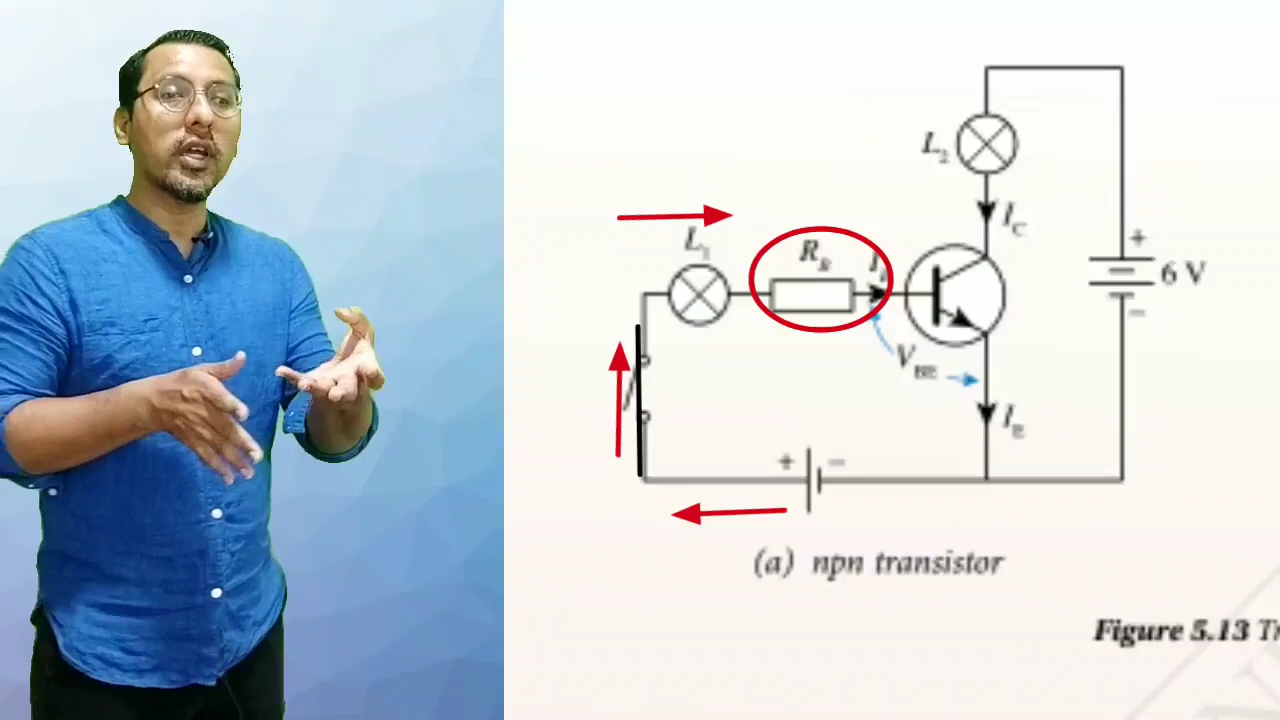 L₂
+
I_C
L₁
R_B
6 V
−
V_BE
I_E
+ −
(a) npn transistor
Figure 5.13